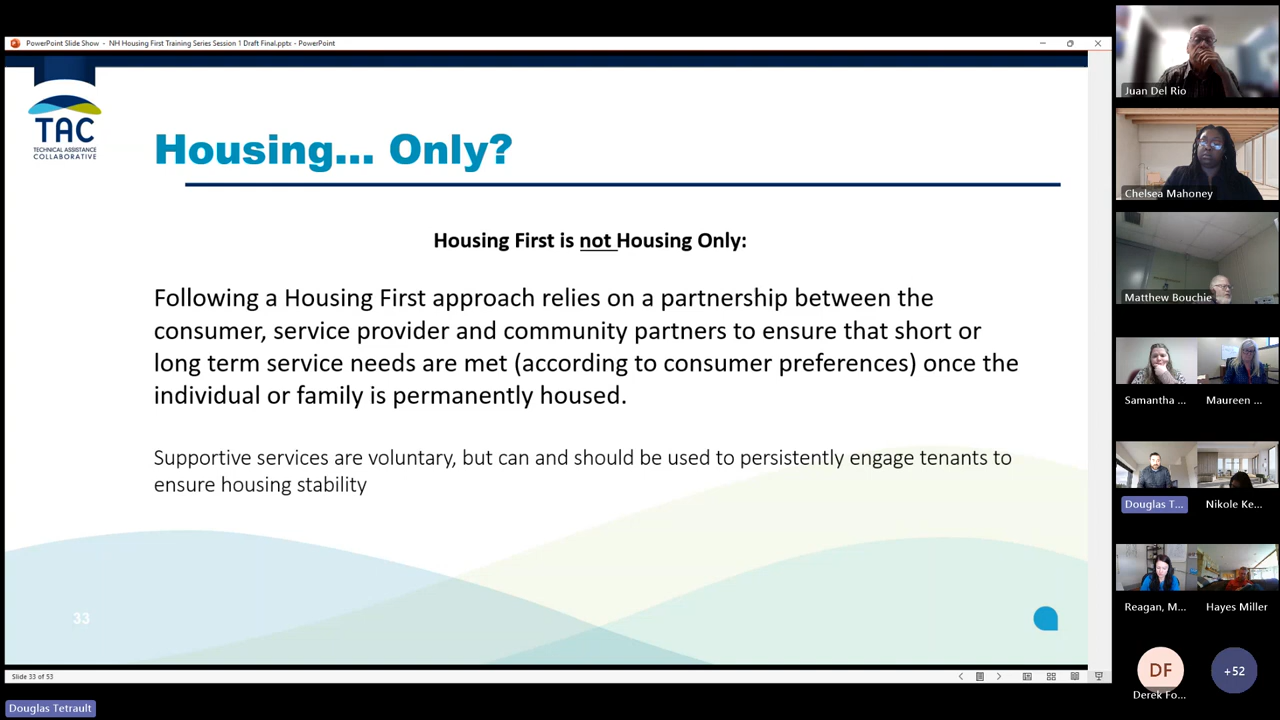 PowerPoint Slide Show - NH Housing First Training Series Session 1 Draft Final.pptx - PowerPoint
TAC
TECHNICAL ASSISTANCE
COLLABORATIVE
Housing... Only?
Housing First is not Housing Only:
Following a Housing First approach relies on a partnership between the
consumer, service provider and community partners to ensure that short or
long term service needs are met (according to consumer preferences) once the
individual or family is permanently housed.
Supportive services are voluntary, but can and should be used to persistently engage tenants to
ensure housing stability
33
Slide 33 of 53
Douglas Tetrault
Juan Del Rio
Chelsea Mahoney
Matthew Bouchie
Samantha ...
Maureen ...
Douglas T...
Nikole Ke...
Reagan, M...
Hayes Miller
DF
Derek Fo...
+52